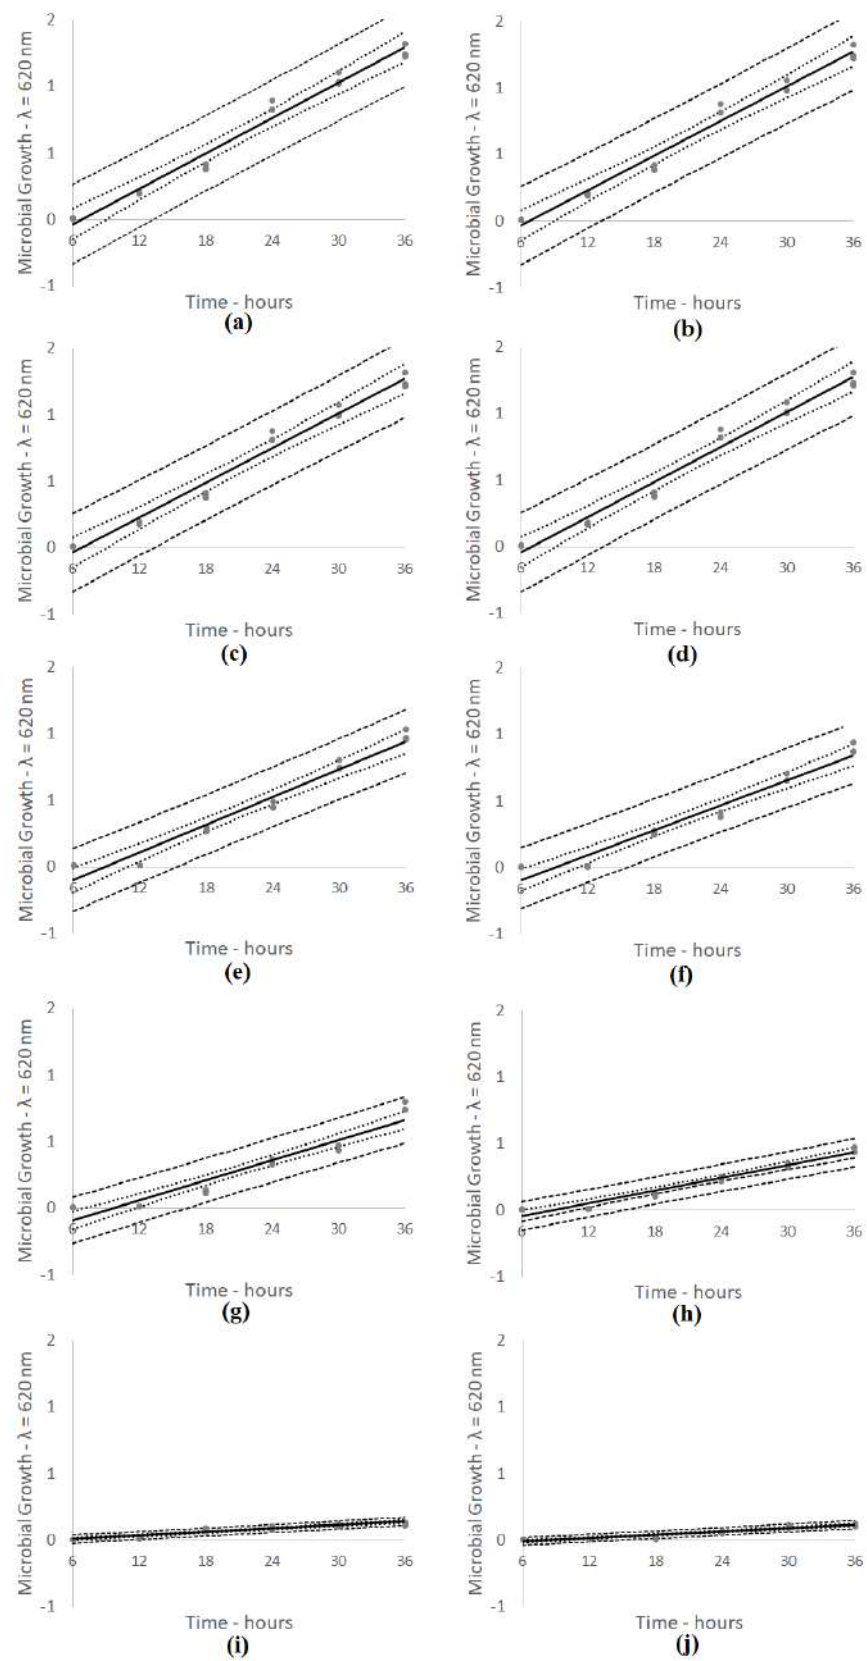 Microbial Growth - λ = 620 nm
2
1
1
0
-1
6 12 18 24 30 36
Time - hours
(a)
Microbial Growth - λ = 620 nm
2
1
1
0
-1
6 12 18 24 30 36
Time - hours
(b)
Microbial Growth - λ = 620 nm
2
1
1
0
-1
6 12 18 24 30 36
Time - hours
(c)
Microbial Growth - λ = 620 nm
2
1
1
0
-1
6 12 18 24 30 36
Time - hours
(d)
Microbial Growth - λ = 620 nm
2
1
1
0
-1
6 12 18 24 30 36
Time - hours
(e)
Microbial Growth - λ = 620 nm
2
1
1
0
-1
6 12 18 24 30 36
Time - hours
(f)
Microbial Growth - λ = 620 nm
2
1
1
0
-1
6 12 18 24 30 36
Time - hours
(g)
Microbial Growth - λ = 620 nm
2
1
1
0
-1
6 12 18 24 30 36
Time - hours
(h)
Microbial Growth - λ = 620 nm
2
1
1
0
-1
6 12 18 24 30 36
Time - hours
(i)
Microbial Growth - λ = 620 nm
2
1
1
0
-1
6 12 18 24 30 36
Time - hours
(j)